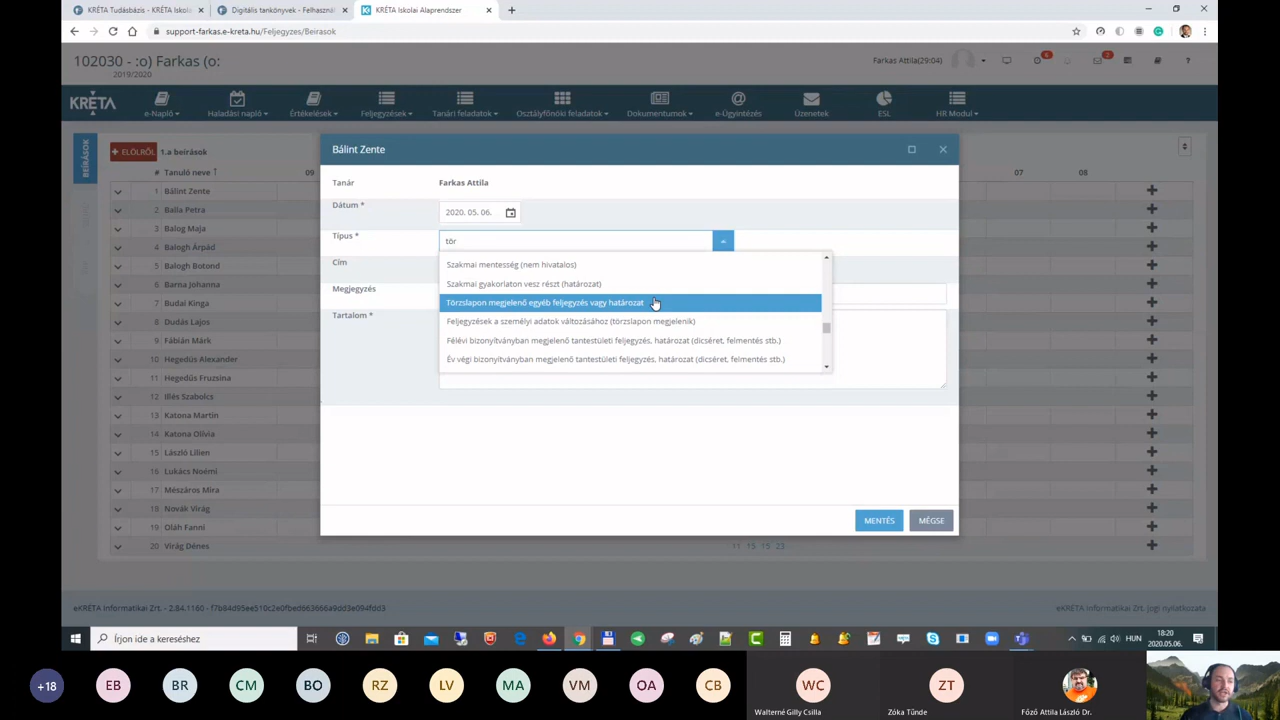 KRÉTA Tudásbázis - KRÉTA Iskol
Digitális tankönyvek - Felhaszná
KRÉTA Iskolai Alaprendszer
support-farkas.e-kreta.hu/Feljegyzes/Beirasok
102030 - :o) Farkas (o:
2019/2020
Farkas Attila(29:04)
KRÉTA
e-Napló
Haladási napló
Értékelések
Feljegyzések
Tanári feladatok
Osztályfőnöki feladatok
Dokumentumok
e-Ügyintézés
Üzenetek
ESL
HR Modul
BEÍRÁSOK
+ ELÖLRŐL 1.a beírások
# Tanuló neve 09 07 08
1 Bálint Zente
2 Balla Petra
3 Balog Maja
4 Balogh Árpád
5 Balogh Botond
6 Barna Johanna
7 Budai Kinga
8 Dudás Lajos
9 Fábián Márk
10 Hegedűs Alexander
11 Hegedűs Fruzsina
12 Illés Szabolcs
13 Katona Martin
14 Katona Olívia
15 László Lilien
16 Lukács Noémi
17 Mészáros Mira
18 Novák Virág
19 Oláh Fanni
20 Virág Dénes 11 15 15 23
Bálint Zente
Tanár Farkas Attila
Dátum * 2020. 05. 06.
Típus * tör
Cím
Megjegyzés
Tartalom *
Szakmai mentesség (nem hivatalos)
Szakmai gyakorlaton vesz részt (határozat)
Törzslapon megjelenő egyéb feljegyzés vagy határozat
Feljegyzések a személyi adatok változásához (törzslapon megjelenik)
Félévi bizonyítványban megjelenő tantestületi feljegyzés, határozat (dicséret, felmentés stb.)
Év végi bizonyítványban megjelenő tantestületi feljegyzés, határozat (dicséret, felmentés stb.)
MENTÉS MÉGSE
eKRÉTA Informatikai Zrt. jogi nyilatkozata
Írjon ide a kereséshez
HUN
18:20
2020.05.06.
+18
EB
BR
CM
BO
RZ
LV
MA
VM
OA
CB
WC
Walterné Gilly Csilla
ZT
Zóka Tünde
Főző Attila László Dr.